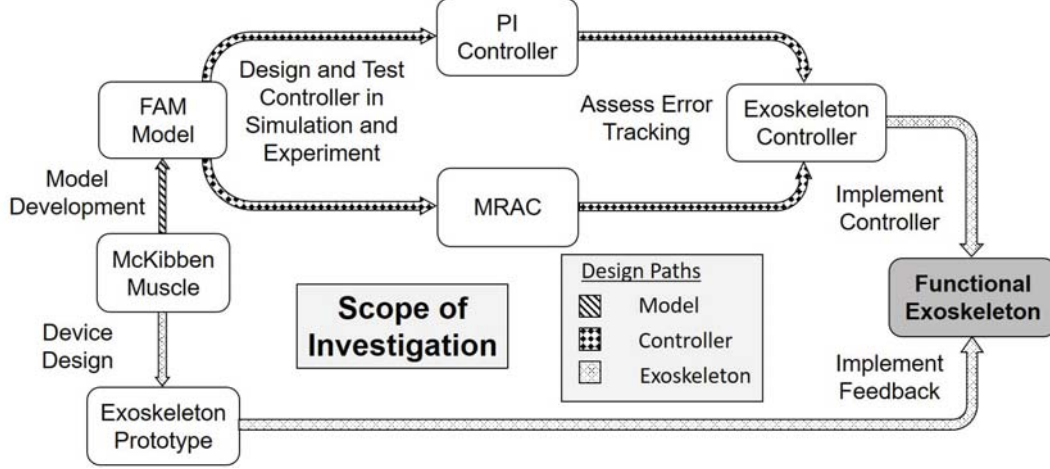 PI
Controller
Design and Test
Controller in
Simulation and
Experiment
FAM
Model
Assess Error
Tracking
Exoskeleton
Controller
Model
Development
MRAC
Implement
Controller
McKibben
Muscle
Design Paths
Model
Controller
Exoskeleton
Scope of
Investigation
Functional
Exoskeleton
Device
Design
Implement
Feedback
Exoskeleton
Prototype